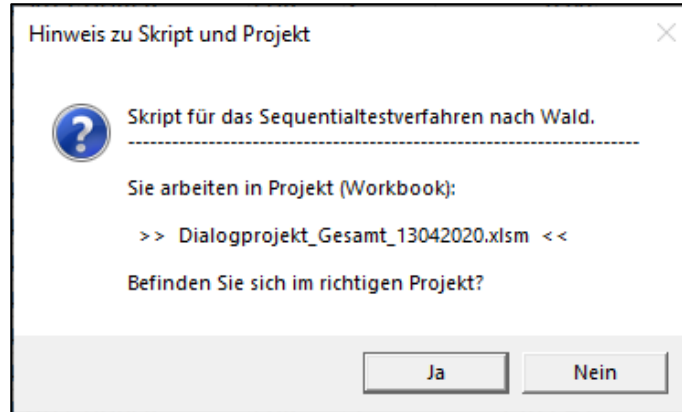 Hinweis zu Skript und Projekt
Skript für das Sequentialtestverfahren nach Wald.
----------------------------------------------------------------------
Sie arbeiten in Projekt (Workbook):
>> Dialogprojekt_Gesamt_13042020.xlsm <<
Befinden Sie sich im richtigen Projekt?
Ja Nein